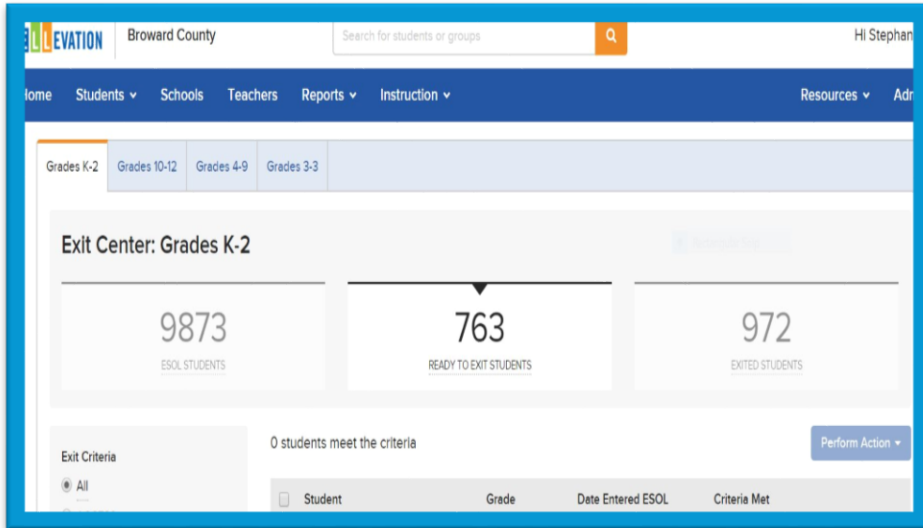 ELLEVATION Broward County Search for students or groups Hi Stephan
Home Students Schools Teachers Reports Instruction Resources Adm
Grades K-2 Grades 10-12 Grades 4-9 Grades 3-3
Exit Center: Grades K-2
9873 763 972
ESOL STUDENTS READY TO EXIT STUDENTS EXITED STUDENTS
Exit Criteria 0 students meet the criteria Perform Action
All Student Grade Date Entered ESOL Criteria Met